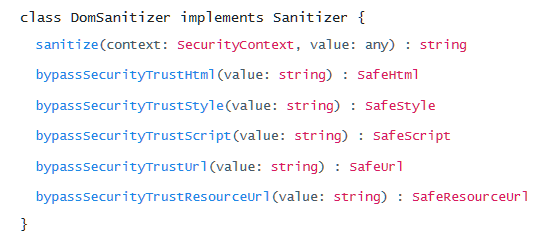 class DomSanitizer implements Sanitizer {
sanitize(context: SecurityContext, value: any) : string
bypassSecurityTrustHtml(value: string) : SafeHtml
bypassSecurityTrustStyle(value: string) : SafeStyle
bypassSecurityTrustScript(value: string) : SafeScript
bypassSecurityTrustUrl(value: string) : SafeUrl
bypassSecurityTrustResourceUrl(value: string) : SafeResourceUrl
}